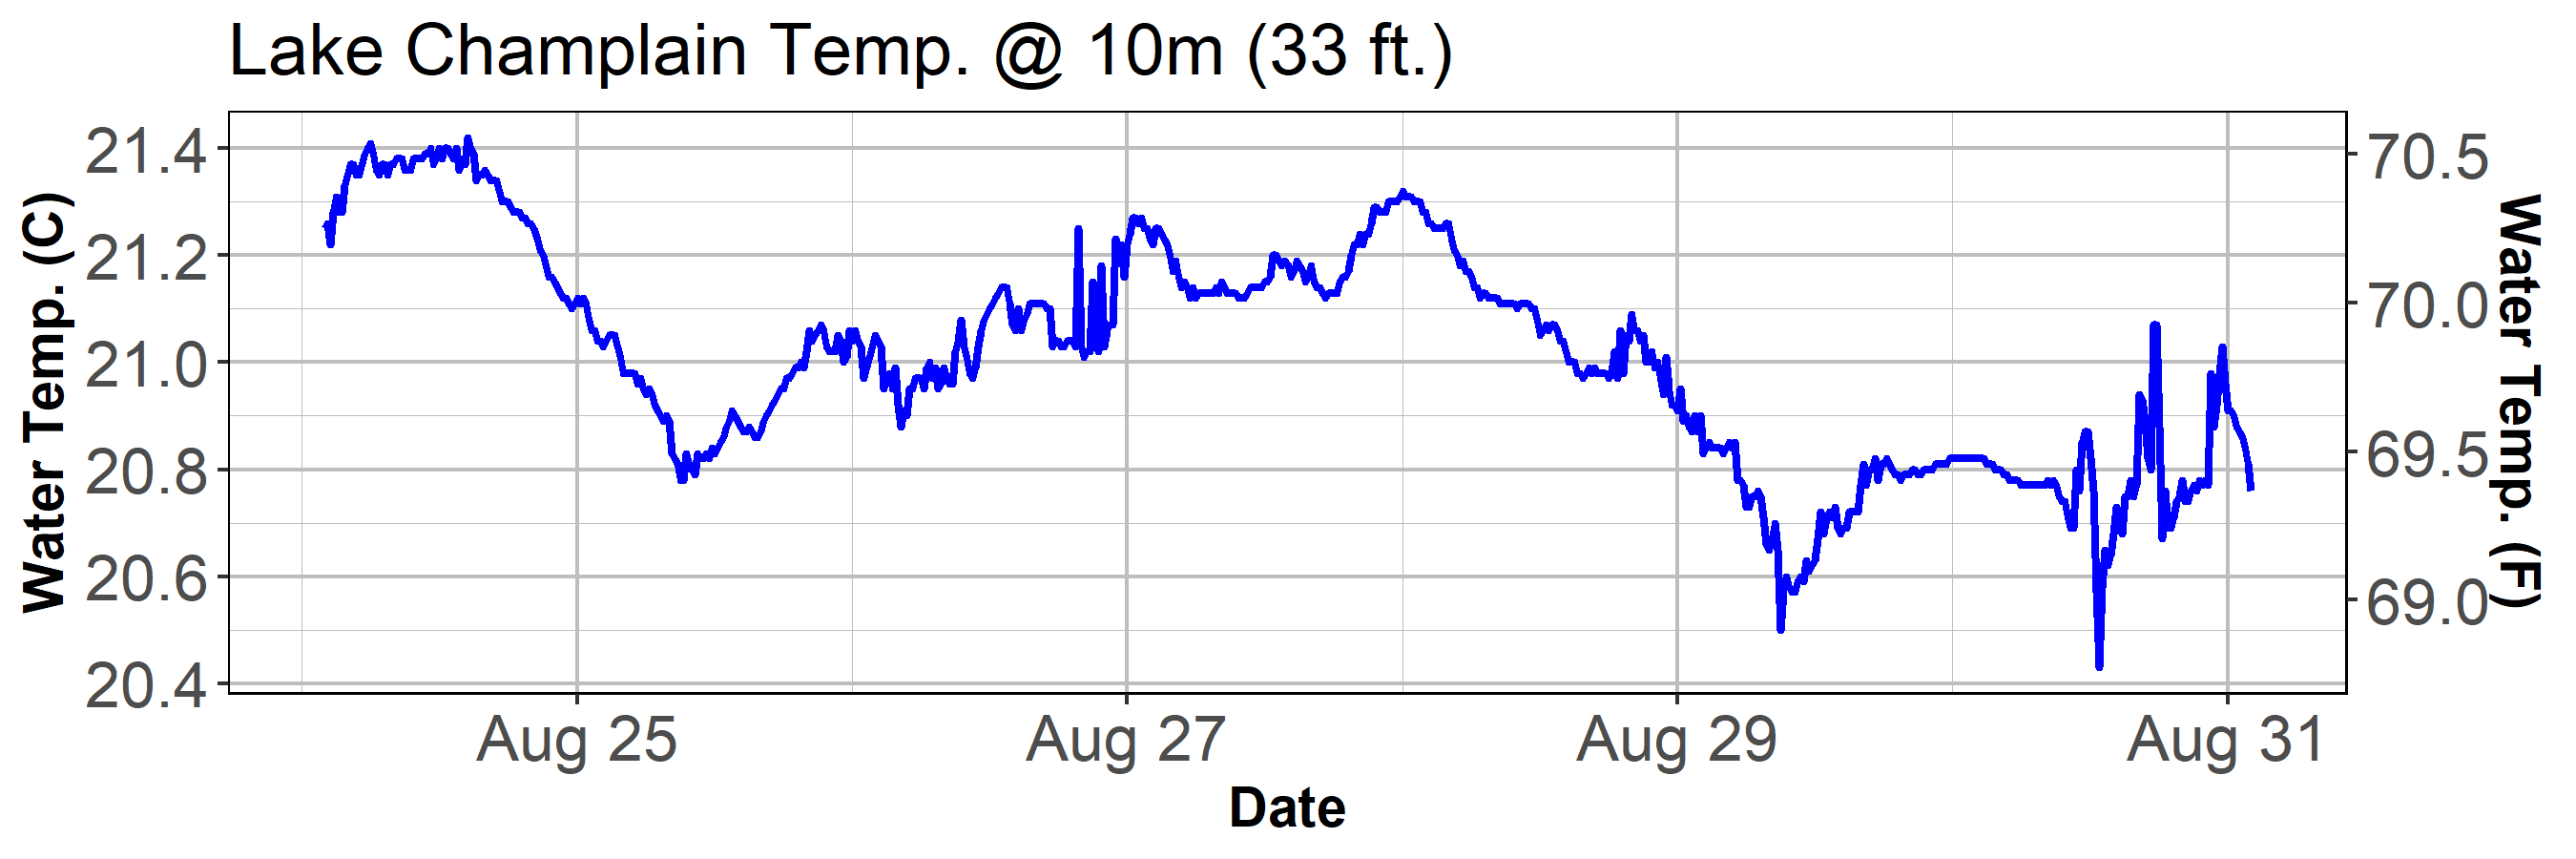 Lake Champlain Temp. @ 10m (33 ft.)
Water Temp. (C)
21.4
21.2
21.0
20.8
20.6
20.4
70.5
70.0
69.5
69.0
Water Temp. (F)
Aug 25
Aug 27
Aug 29
Aug 31
Date